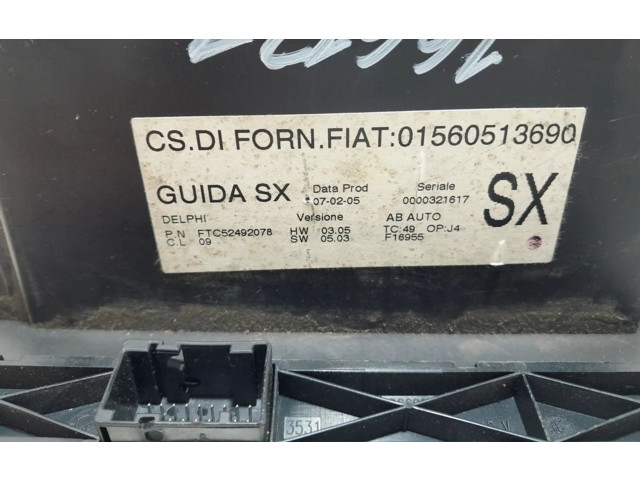 CS.DI FORN.FIAT:01560513690
GUIDA SX Data Prod Seriale SX
07-02-05 0000321617
DELPHI Versione AB AUTO
P.N FTC52492078 HW 03.05 TC:49 OP:J4
C.L 09 SW 05.03 F16955
3531